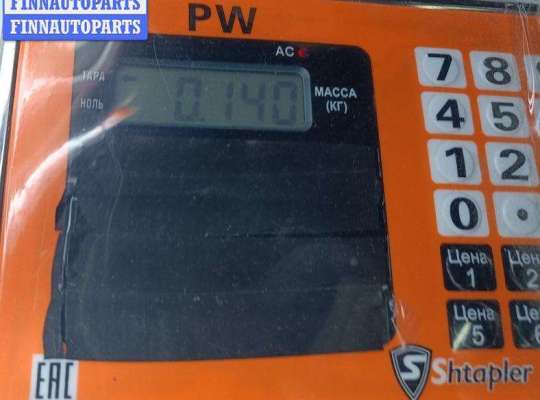 FINNAUTOPARTS
FINNAUTOPARTS
PW
AC
ТАРА
НОЛЬ
0.140
МАССА
(КГ)
7 8
4 5
1 2
0 .
Цена
1
Цена
5
EAC
S Shtapler